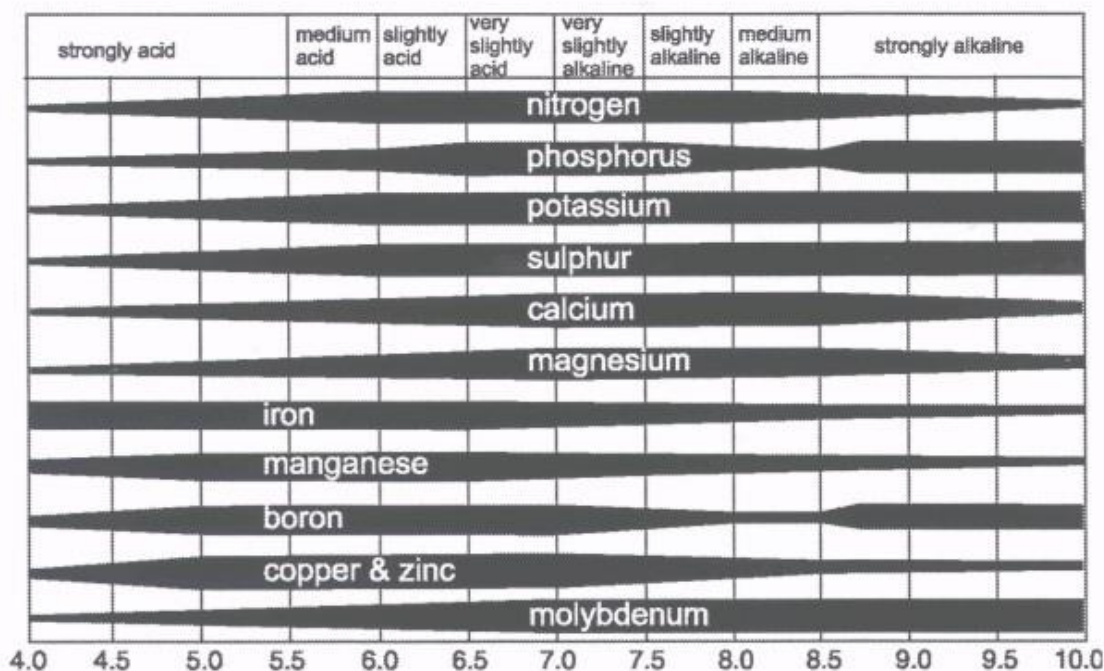 strongly acid
medium
acid
slightly
acid
very
slightly
acid
very
slightly
alkaline
slightly
alkaline
medium
alkaline
strongly alkaline
nitrogen
phosphorus
potassium
sulphur
calcium
magnesium
iron
manganese
boron
copper & zinc
molybdenum
4.0 4.5 5.0 5.5 6.0 6.5 7.0 7.5 8.0 8.5 9.0 9.5 10.0